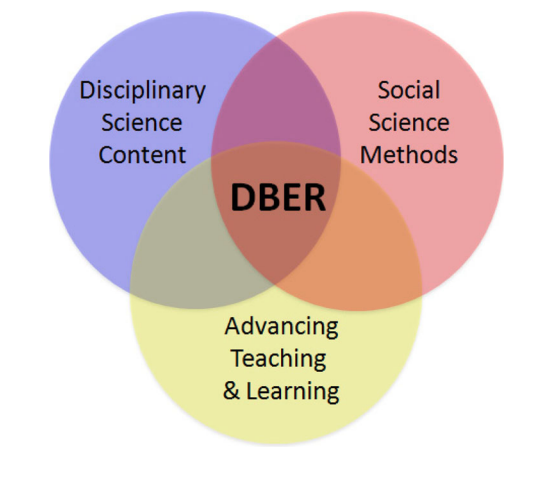 Disciplinary
Science
Content
Social
Science
Methods
DBER
Advancing
Teaching
& Learning